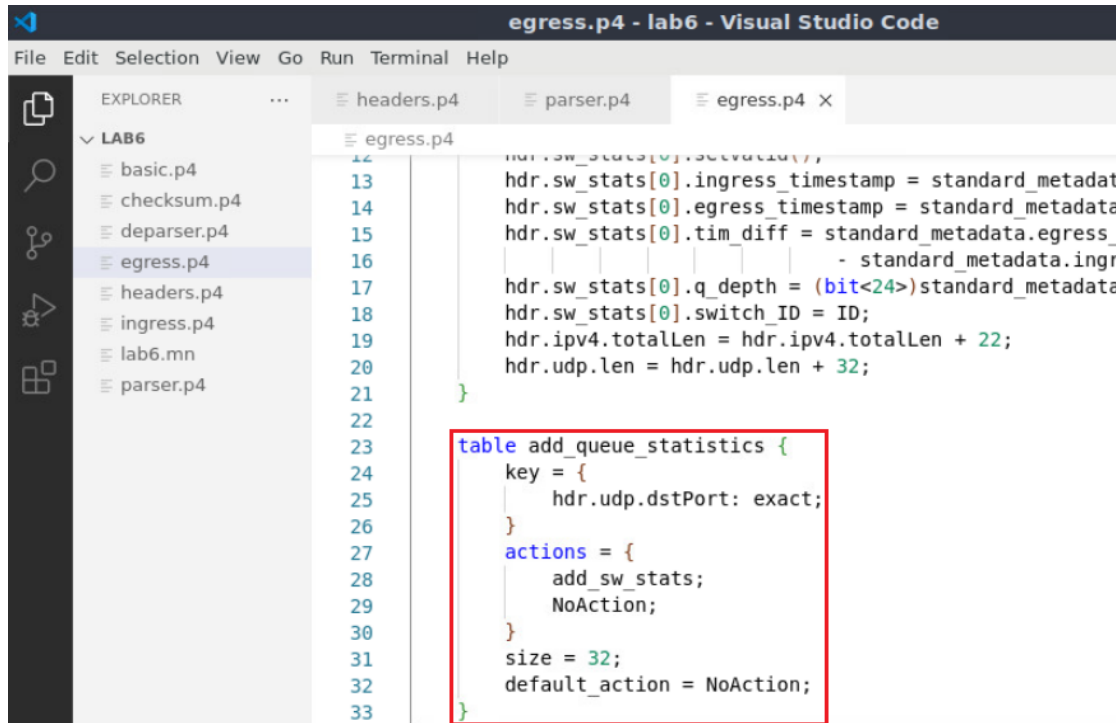 egress.p4 - lab6 - Visual Studio Code
File Edit Selection View Go Run Terminal Help
EXPLORER ...
headers.p4 parser.p4 egress.p4
LAB6
egress.p4
basic.p4
checksum.p4
deparser.p4
egress.p4
headers.p4
ingress.p4
lab6.mn
parser.p4
12 hdr.sw_stats[0].setValid();
13 hdr.sw_stats[0].ingress_timestamp = standard_metadat
14 hdr.sw_stats[0].egress_timestamp = standard_metadata
15 hdr.sw_stats[0].tim_diff = standard_metadata.egress_
16 - standard_metadata.ingr
17 hdr.sw_stats[0].q_depth = (bit<24>)standard_metadata
18 hdr.sw_stats[0].switch_ID = ID;
19 hdr.ipv4.totalLen = hdr.ipv4.totalLen + 22;
20 hdr.udp.len = hdr.udp.len + 32;
21 }
22
23 table add_queue_statistics {
24 key = {
25 hdr.udp.dstPort: exact;
26 }
27 actions = {
28 add_sw_stats;
29 NoAction;
30 }
31 size = 32;
32 default_action = NoAction;
33 }